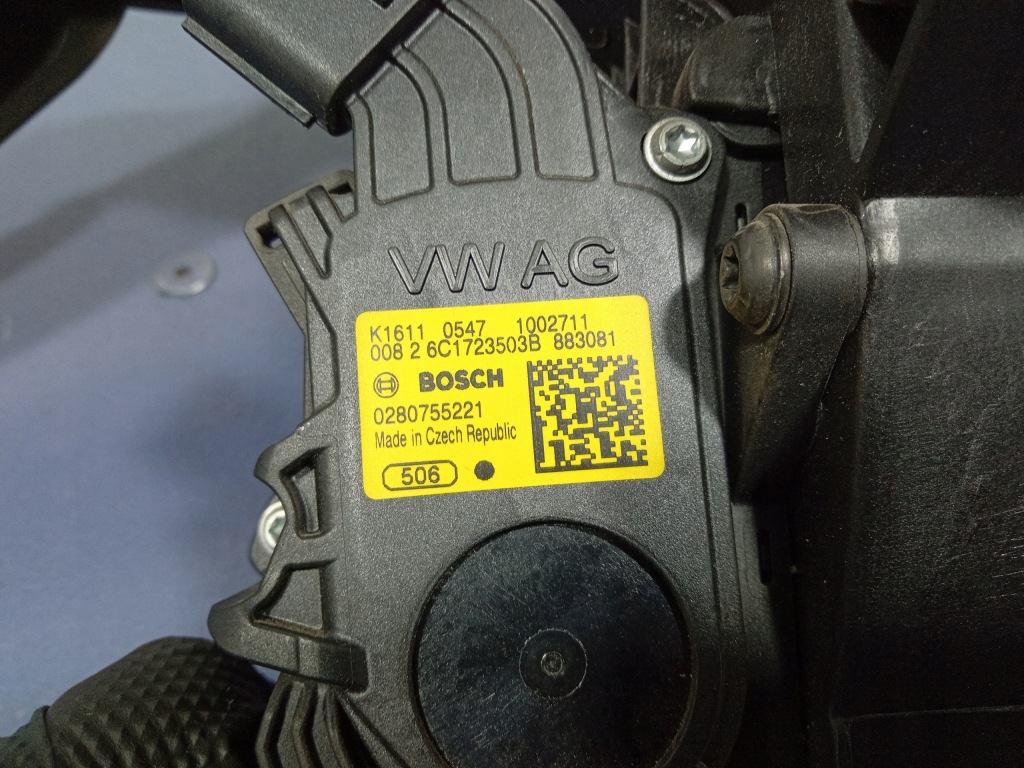 VW AG
K1611 0547 1002711
008 2 6C1723503B 883081
BOSCH
0280755221
Made in Czech Republic
506